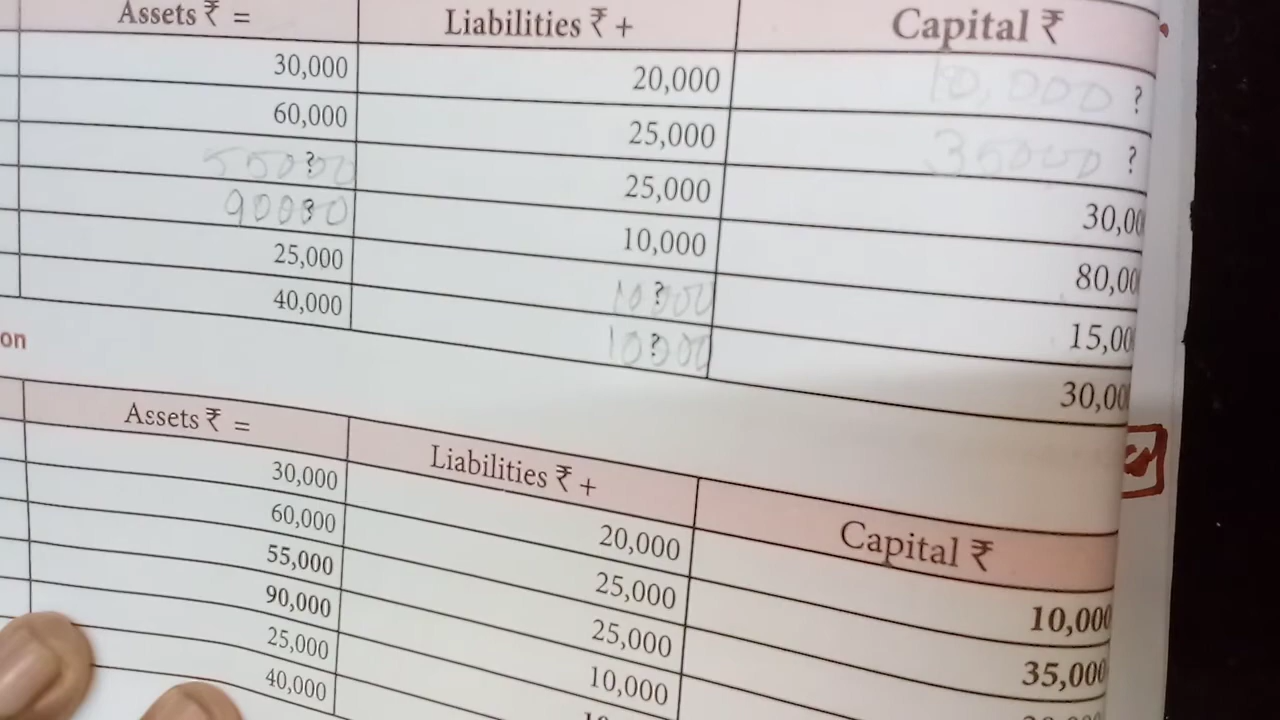 Assets ₹ = Liabilities ₹ + Capital ₹
30,000 20,000 10,000 ?
60,000 25,000 35000 ?
55000 ? 25,000 30,00
90000 ? 10,000 80,00
25,000 10000 ? 15,00
40,000 10000 ? 30,00
on
Assets ₹ = Liabilities ₹ + Capital ₹
30,000 20,000 10,000
60,000 25,000 35,000
55,000 25,000
90,000 10,000
25,000 10
40,000